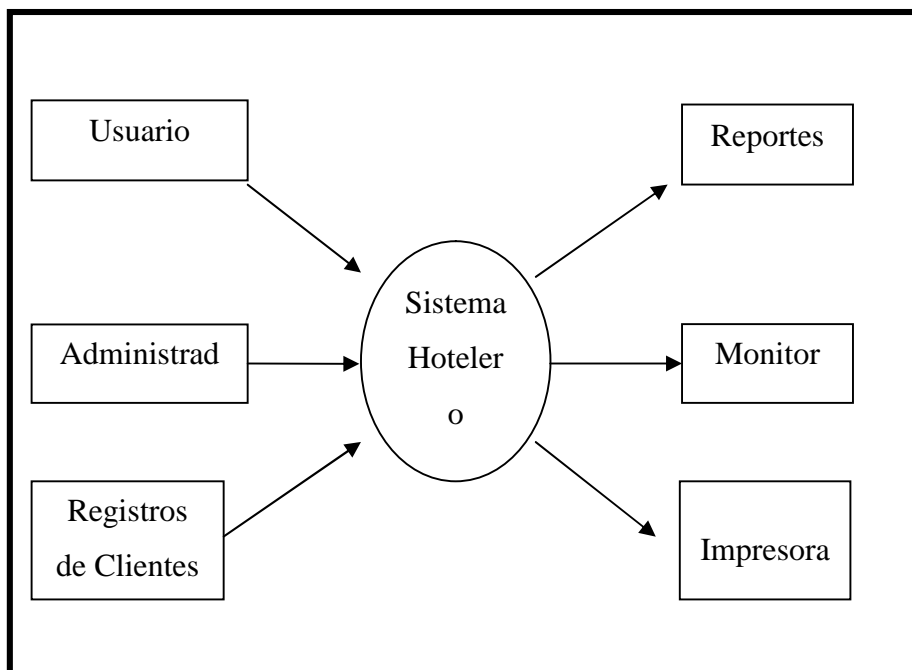 Usuario
Reportes
Sistema
Hoteler
o
Administrad
Monitor
Registros
de Clientes
Impresora